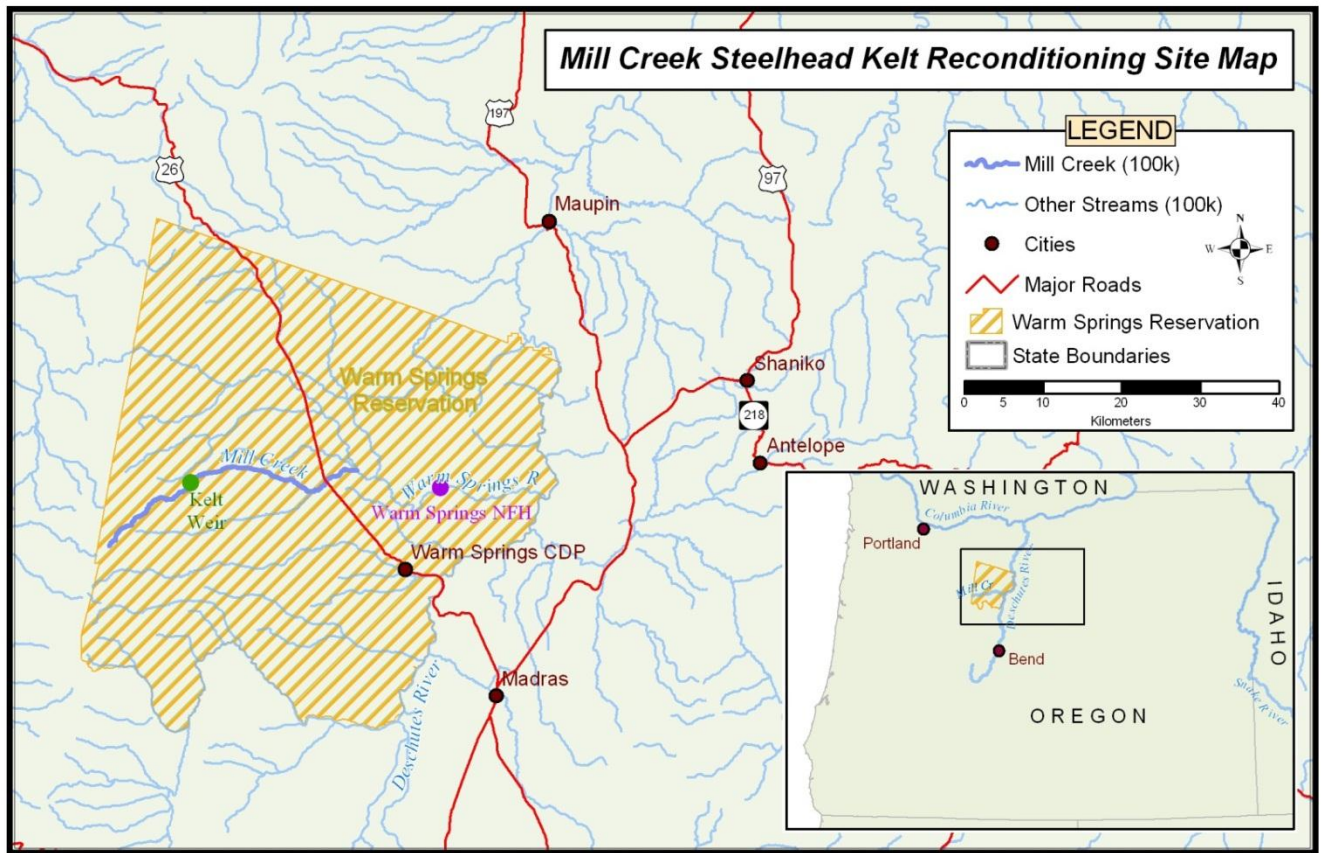 Mill Creek Steelhead Kelt Reconditioning Site Map
LEGEND
Mill Creek (100k)
Other Streams (100k)
Cities
Major Roads
Warm Springs Reservation
State Boundaries
N
W
E
S
0 5 10 20 30 40
Kilometers
197
26
97
Maupin
Shaniko
218
Antelope
Warm Springs
Reservation
Mill Creek
Kelt
Weir
Warm Springs R
Warm Springs NFH
Warm Springs CDP
Madras
Deschutes River
WASHINGTON
Columbia River
Portland
Mill Cr
Deschutes River
Bend
OREGON
IDAHO
Snake River